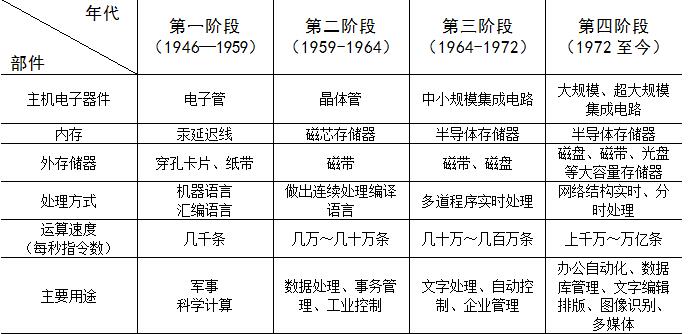 年代
部件
第一阶段
（1946—1959）
第二阶段
（1959-1964）
第三阶段
（1964-1972）
第四阶段
（1972至今）
主机电子器件
电子管
晶体管
中小规模集成电路
大规模、超大规模
集成电路
内存
汞延迟线
磁芯存储器
半导体存储器
半导体存储器
外存储器
穿孔卡片、纸带
磁带
磁带、磁盘
磁盘、磁带、光盘
等大容量存储器
处理方式
机器语言
汇编语言
做出连续处理编译
语言
多道程序实时处理
网络结构实时、分
时处理
运算速度
（每秒指令数）
几千条
几万～几十万条
几十万～几百万条
上千万～万亿条
主要用途
军事
科学计算
数据处理、事务管
理、工业控制
文字处理、自动控
制、企业管理
办公自动化、数据
库管理、文字编辑
排版、图像识别、
多媒体